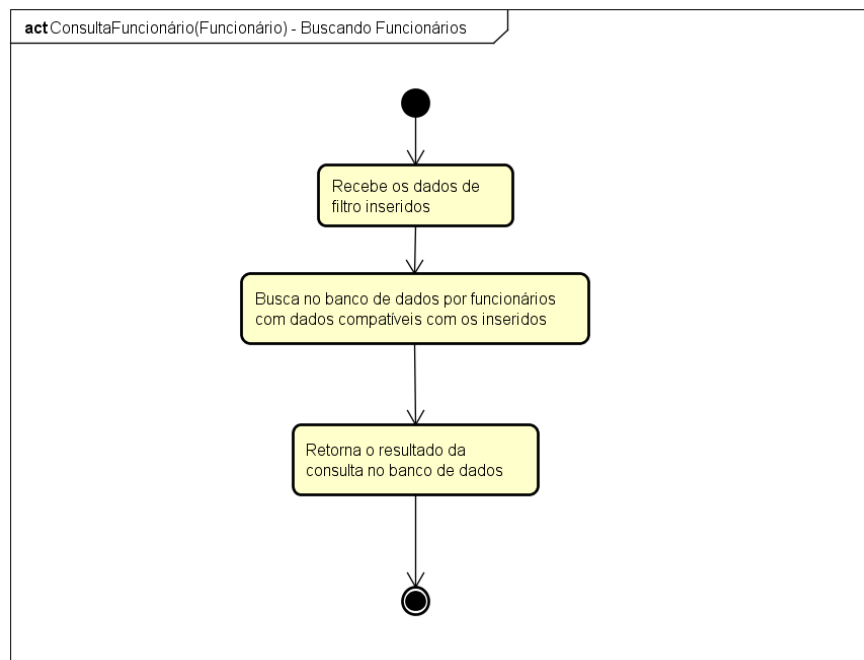 act ConsultaFuncionário(Funcionário) - Buscando Funcionários
Recebe os dados de
filtro inseridos
Busca no banco de dados por funcionários
com dados compatíveis com os inseridos
Retorna o resultado da
consulta no banco de dados